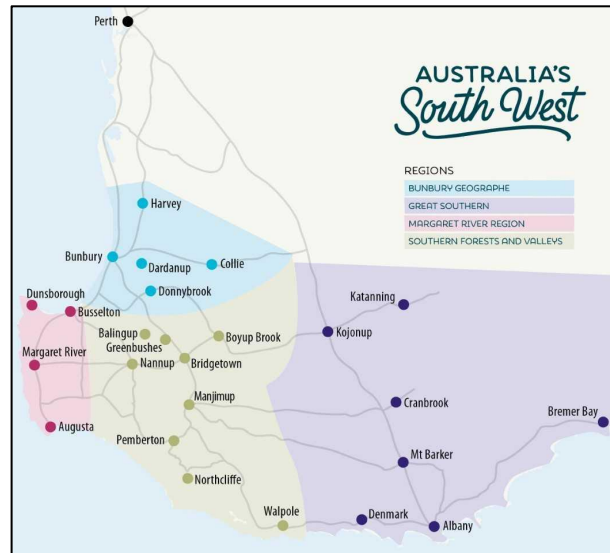 Perth
AUSTRALIA'S
South West
REGIONS
BUNBURY GEOGRAPHE
GREAT SOUTHERN
MARGARET RIVER REGION
SOUTHERN FORESTS AND VALLEYS
Harvey
Bunbury
Dardanup
Collie
Donnybrook
Dunsborough
Busselton
Katanning
Balingup
Greenbushes
Boyup Brook
Kojonup
Margaret River
Nannup
Bridgetown
Manjimup
Cranbrook
Bremer Bay
Augusta
Pemberton
Mt Barker
Northcliffe
Walpole
Denmark
Albany